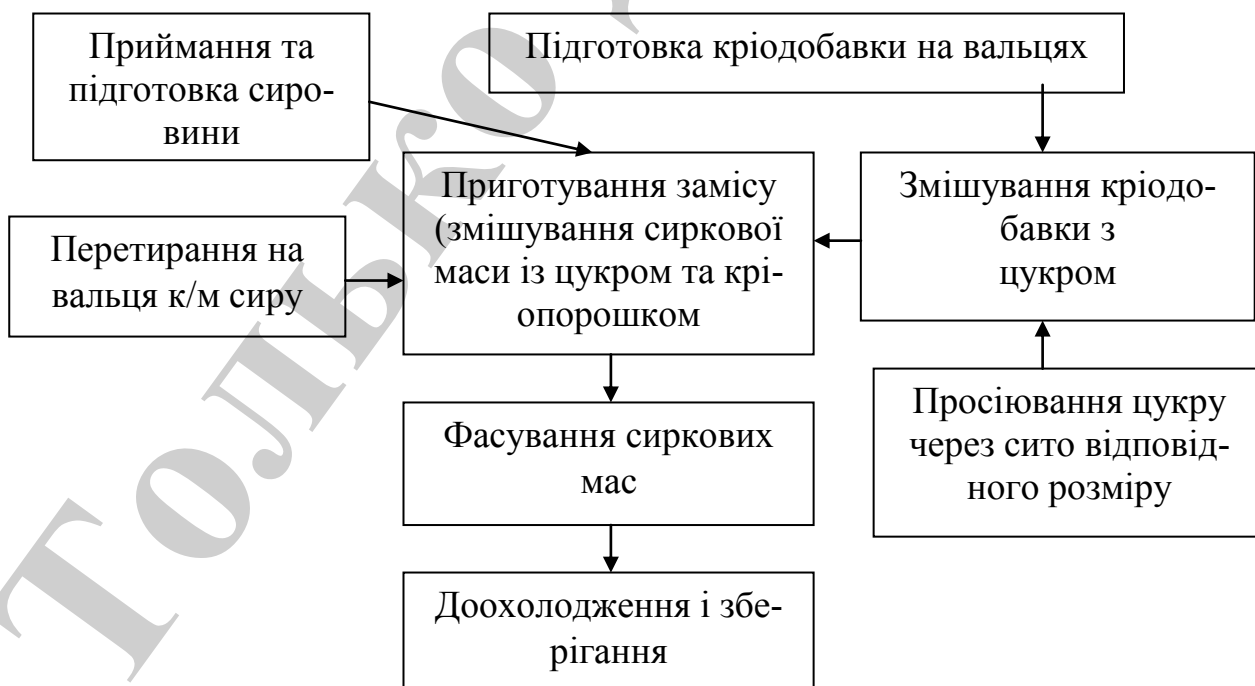 Приймання та
підготовка сиро-
вини
Підготовка кріодобавки на вальцях
Приготування замісу
(змішування сиркової
маси із цукром та крі-
опорошком
Змішування кріодо-
бавки з
цукром
Перетирання на
вальця к/м сиру
Просіювання цукру
через сито відповід-
ного розміру
Фасування сиркових
мас
Доохолодження і збе-
рігання
Только